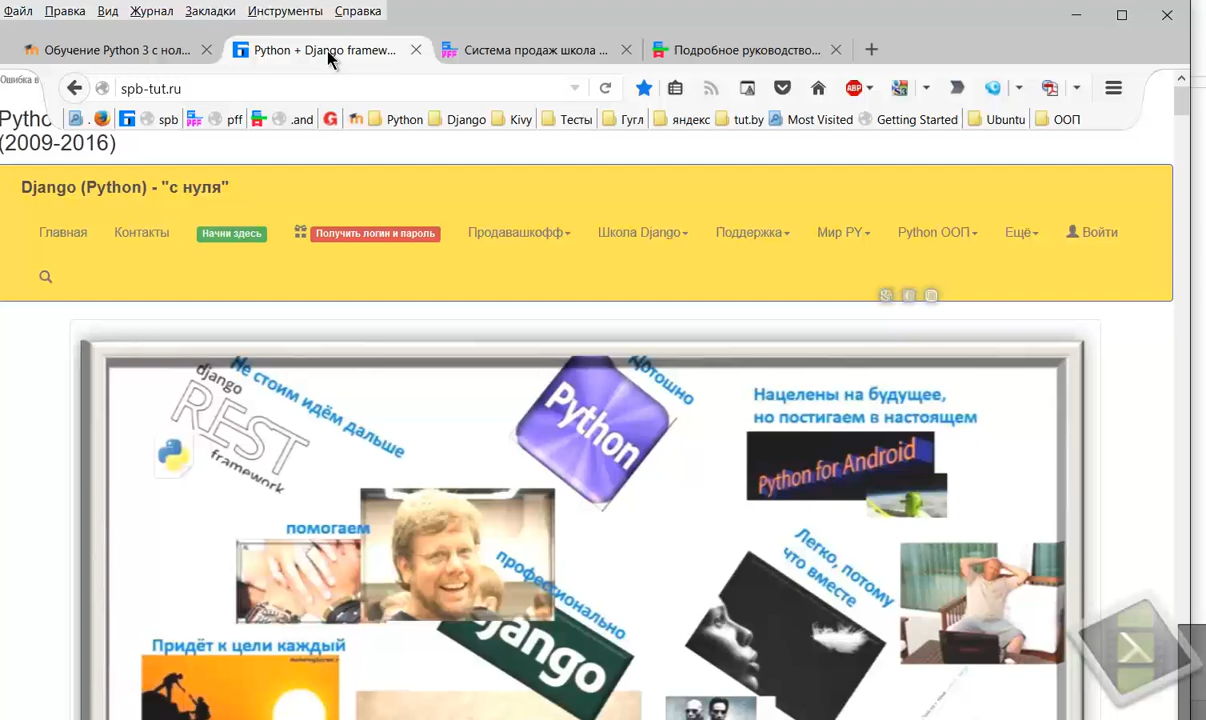 Файл Правка Вид Журнал Закладки Инструменты Справка
Обучение Python 3 с нол...
Python + Django framew...
Система продаж школа ...
Подробное руководство...
Ошибка в
spb-tut.ru
ABP
. spb pff .and G Python Django Kivy Тесты Гугл яндекс tut.by Most Visited Getting Started Ubuntu ООП
Pytho
(2009-2016)
Django (Python) - "с нуля"
Главная Контакты Начни здесь Получить логин и пароль Продавашкофф Школа Django Поддержка Мир PY Python ООП Ещё Войти
Не стоим идём дальше
django
REST
framework
Python
дотошно
Нацелены на будущее,
но постигаем в настоящем
Python for Android
помогаем
профессионально
django
Легко, потому
что вместе
Придёт к цели каждый